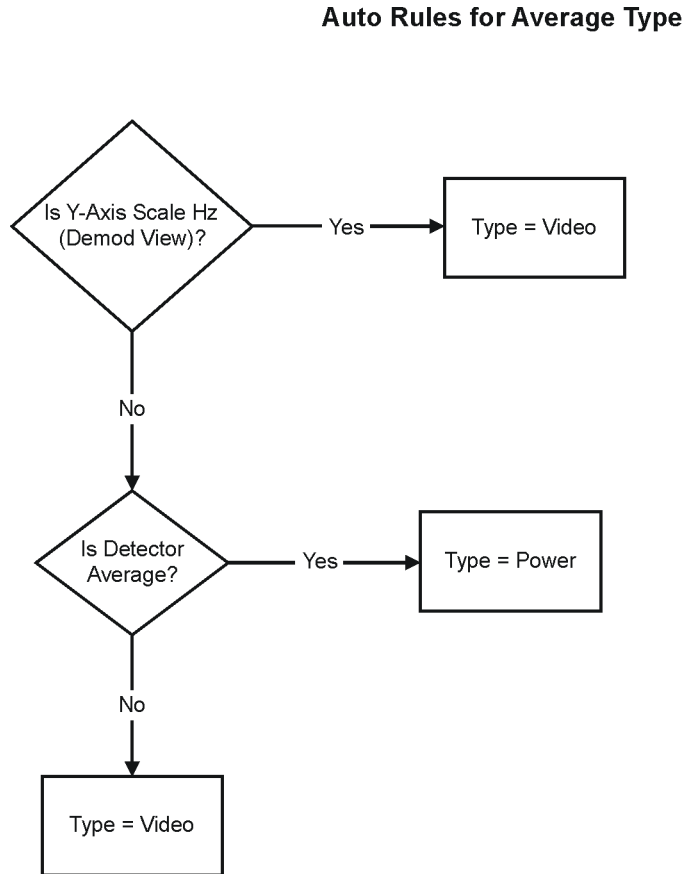 Auto Rules for Average Type
Is Y-Axis Scale Hz
(Demod View)?
Yes
Type = Video
No
Is Detector
Average?
Yes
Type = Power
No
Type = Video